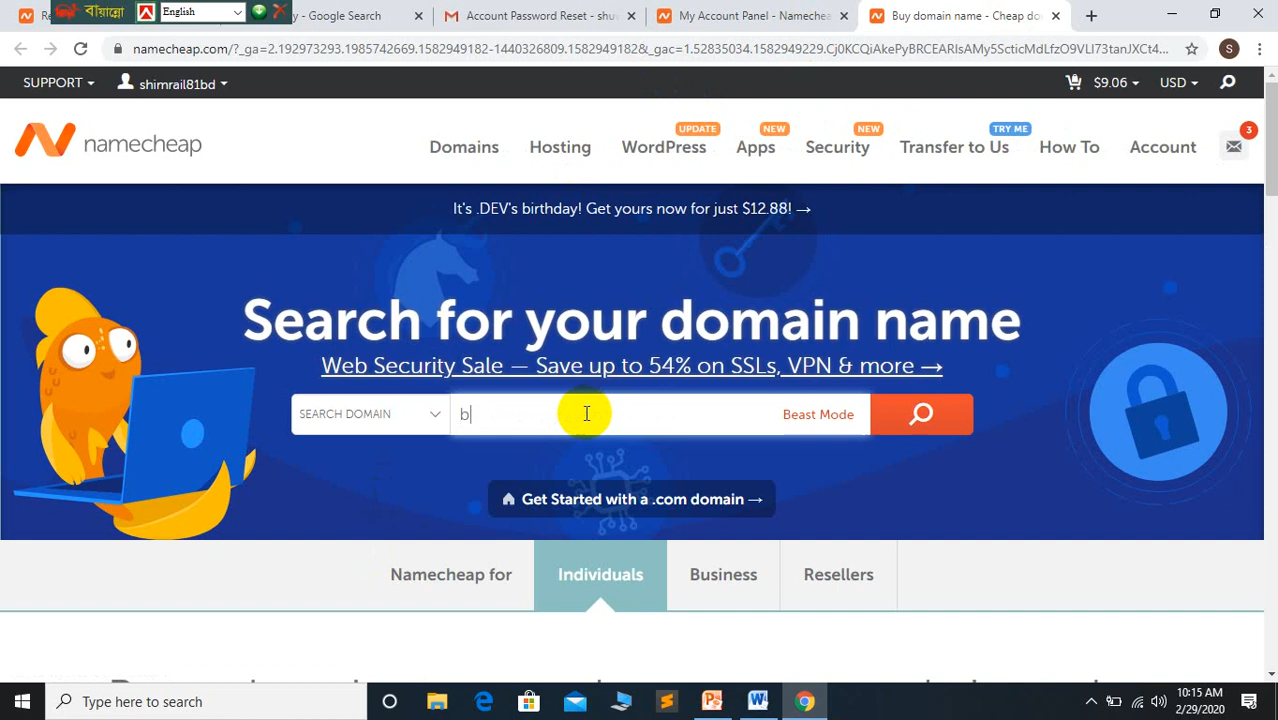 English
y - Google Search
Account Password Reset - shu
My Account Panel - Namechea
Buy domain name - Cheap do
namecheap.com/?_ga=2.192973293.1985742669.1582949182-1440326809.1582949182&_gac=1.52835034.1582949229.
S
SUPPORT
shimrail81bd
$9.06
USD
namecheap
UPDATE
NEW
NEW
TRY ME
3
Domains
Hosting
WordPress
Apps
Security
Transfer to Us
How To
Account
It's .DEV's birthday! Get yours now for just $12.88! →
Search for your domain name
Web Security Sale — Save up to 54% on SSLs, VPN & more →
SEARCH DOMAIN
b
Beast Mode
Get Started with a .com domain →
Namecheap for
Individuals
Business
Resellers
Type here to search
10:15 AM
2/29/2020